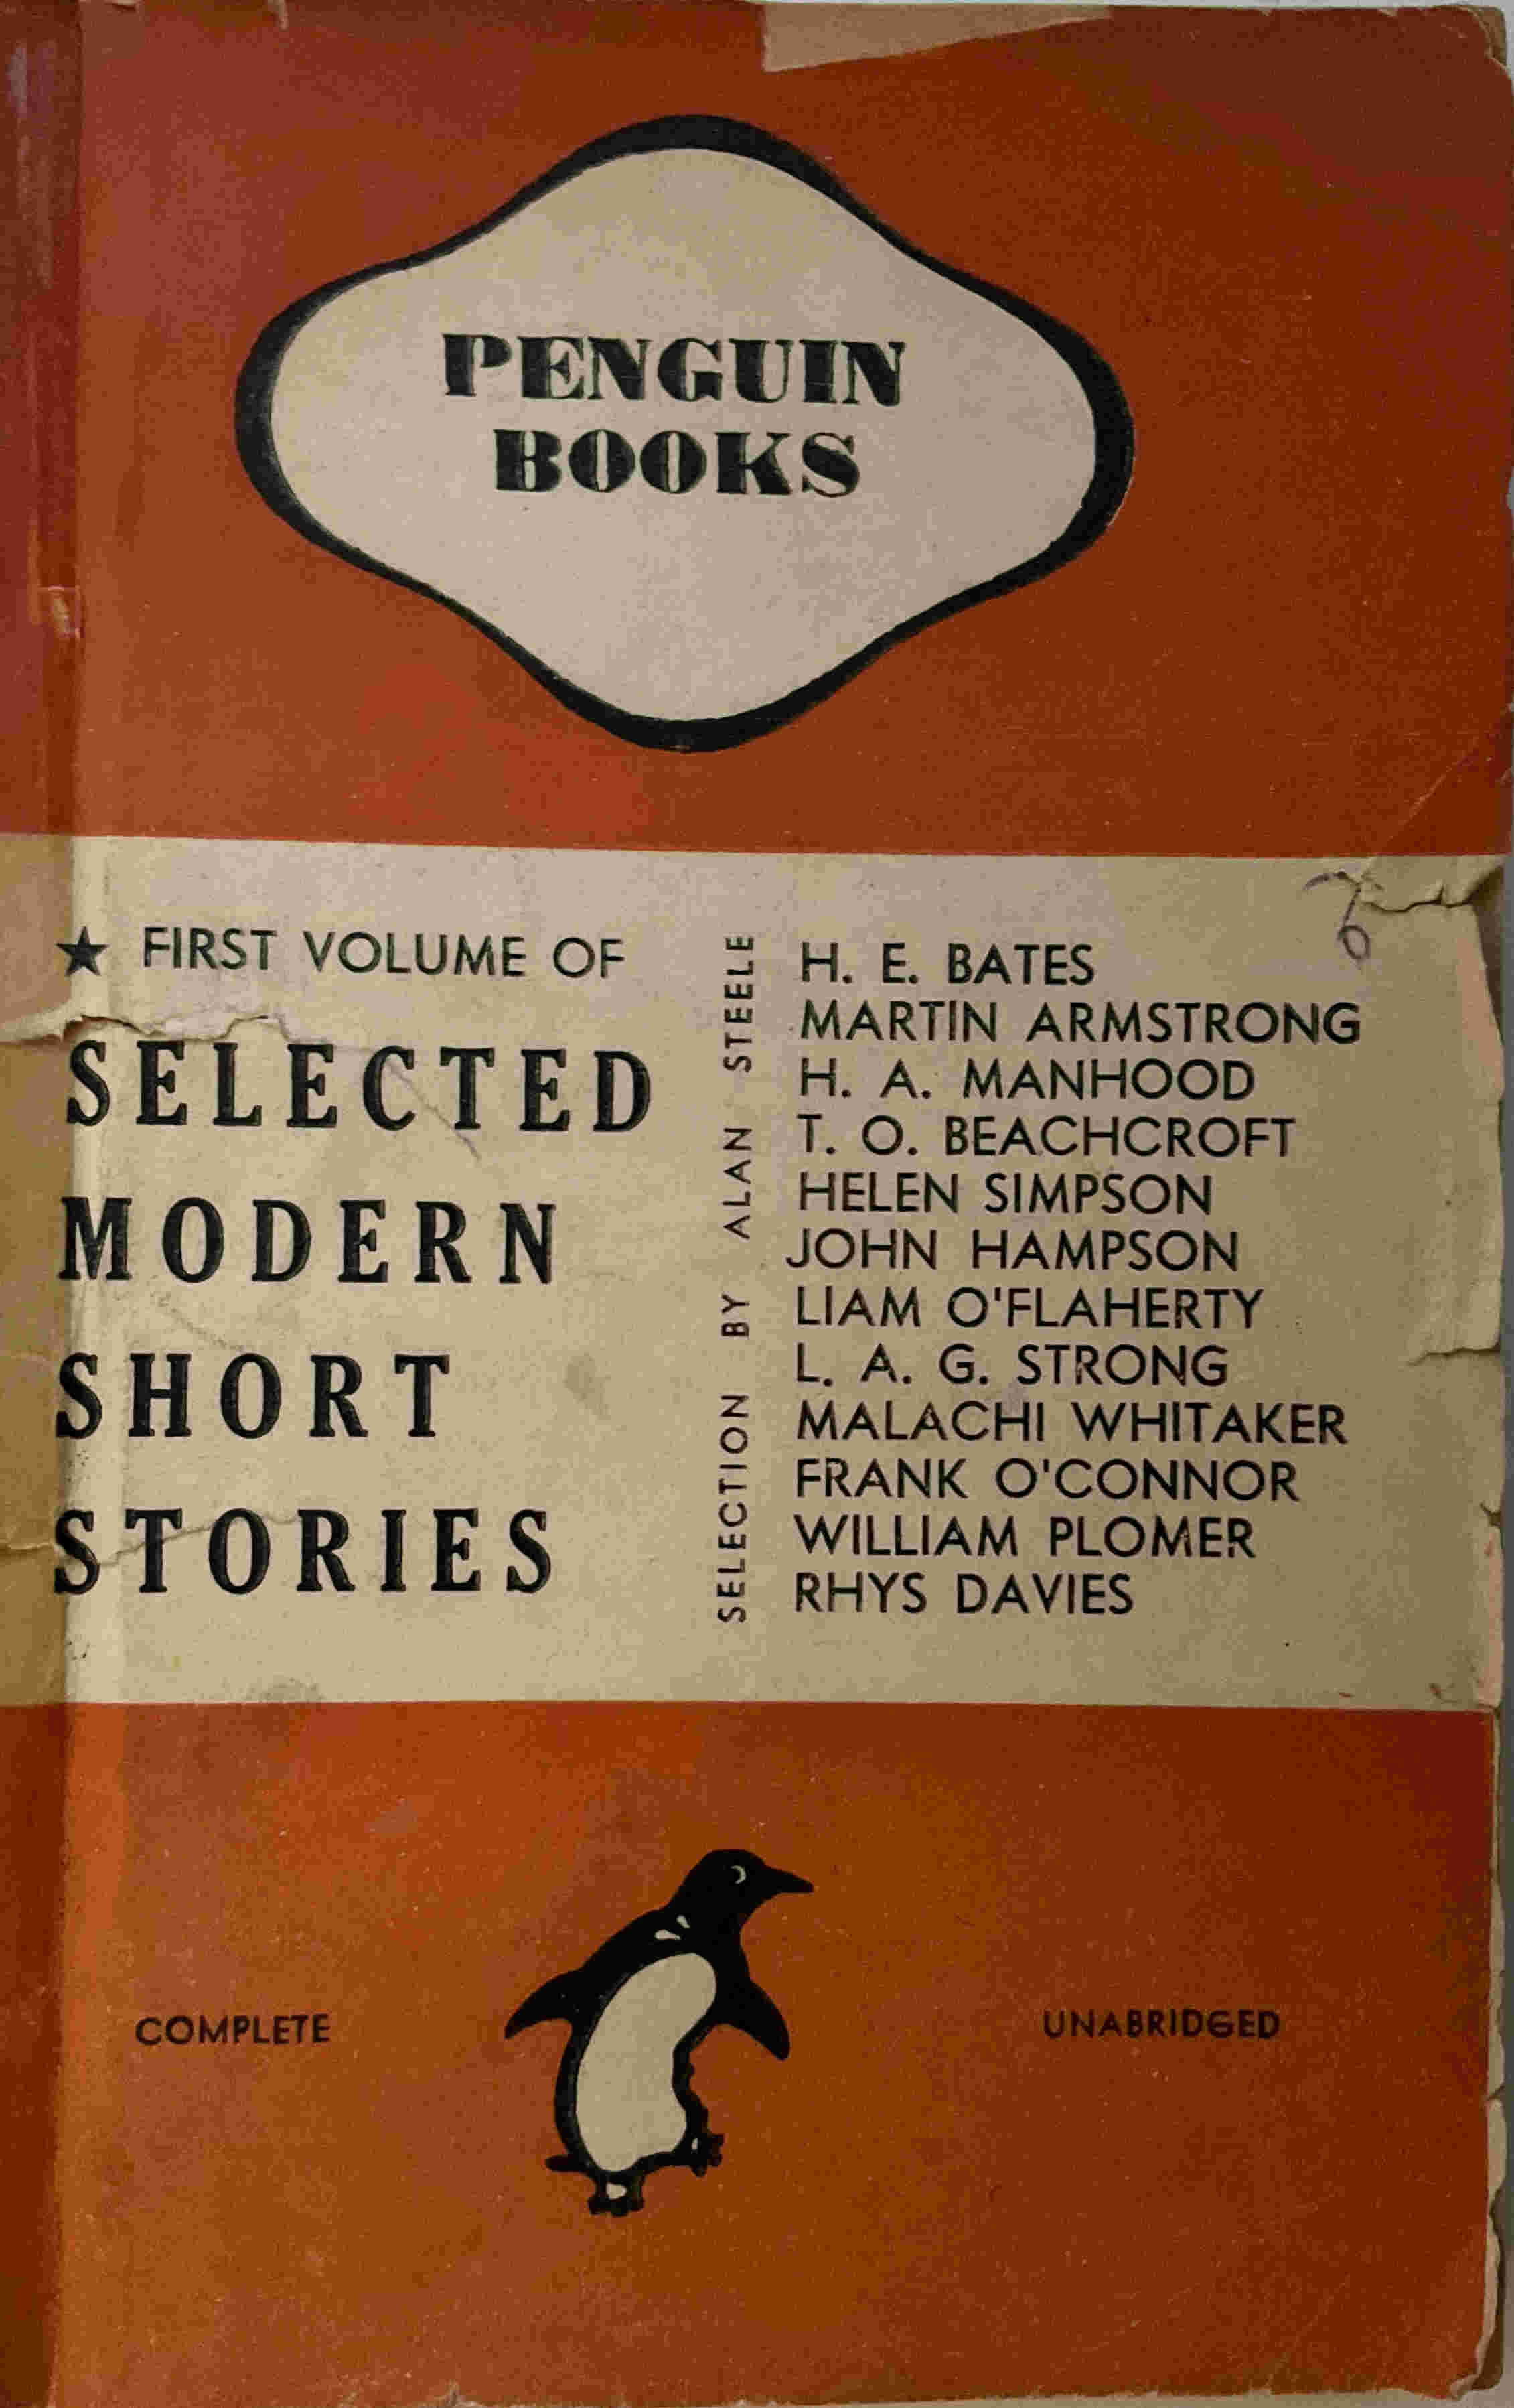 PENGUIN
BOOKS
★ FIRST VOLUME OF
SELECTED
MODERN
SHORT
STORIES
SELECTION BY ALAN STEELE
H. E. BATES
MARTIN ARMSTRONG
H. A. MANHOOD
T. O. BEACHCROFT
HELEN SIMPSON
JOHN HAMPSON
LIAM O'FLAHERTY
L. A. G. STRONG
MALACHI WHITAKER
FRANK O'CONNOR
WILLIAM PLOMER
RHYS DAVIES
COMPLETE
UNABRIDGED